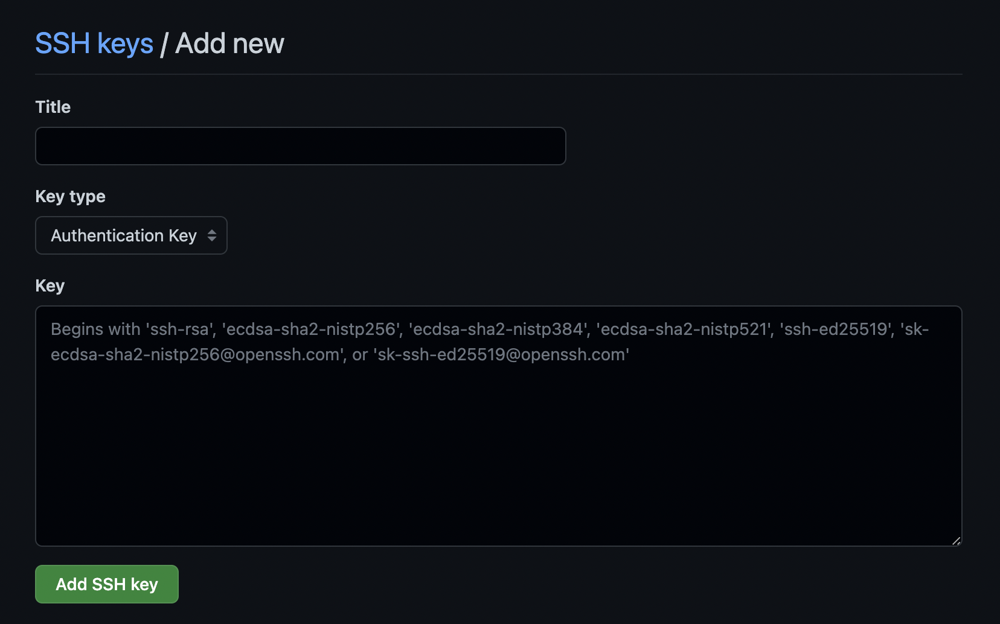 SSH keys / Add new
Title
Key type
Authentication Key
Key
Begins with 'ssh-rsa', 'ecdsa-sha2-nistp256', 'ecdsa-sha2-nistp384', 'ecdsa-sha2-nistp521', 'ssh-ed25519', 'sk-
ecdsa-sha2-nistp256@openssh.com', or 'sk-ssh-ed25519@openssh.com'
Add SSH key